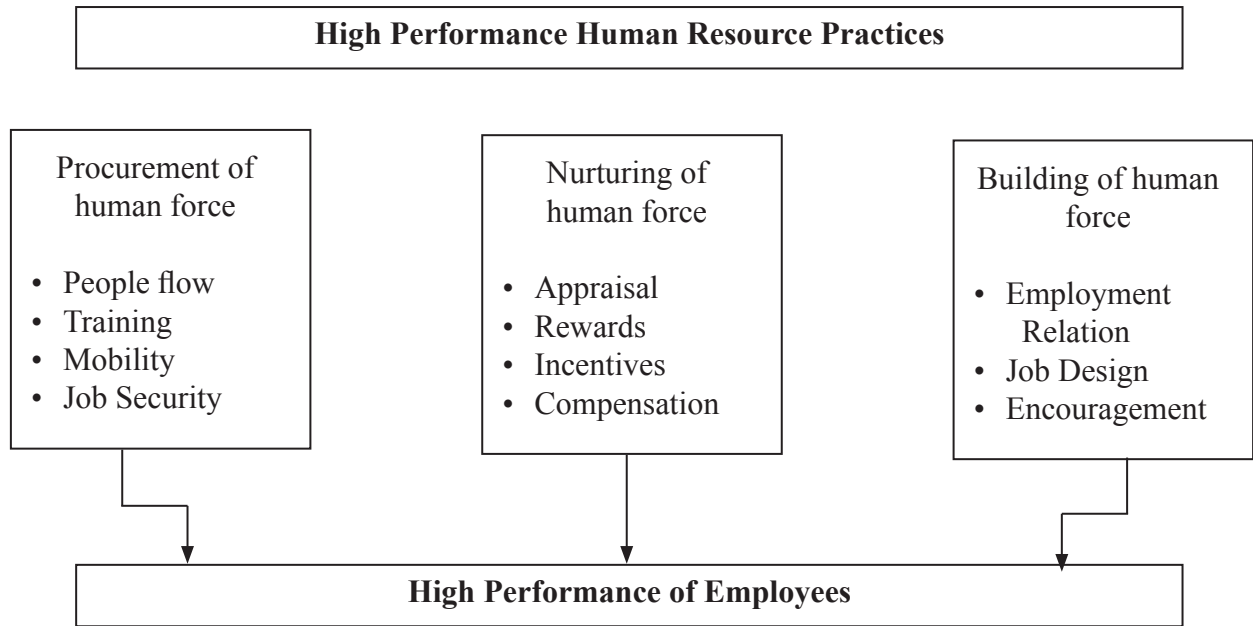 High Performance Human Resource Practices
Procurement of
human force
• People flow
• Training
• Mobility
• Job Security
Nurturing of
human force
• Appraisal
• Rewards
• Incentives
• Compensation
Building of human
force
• Employment
Relation
• Job Design
• Encouragement
High Performance of Employees